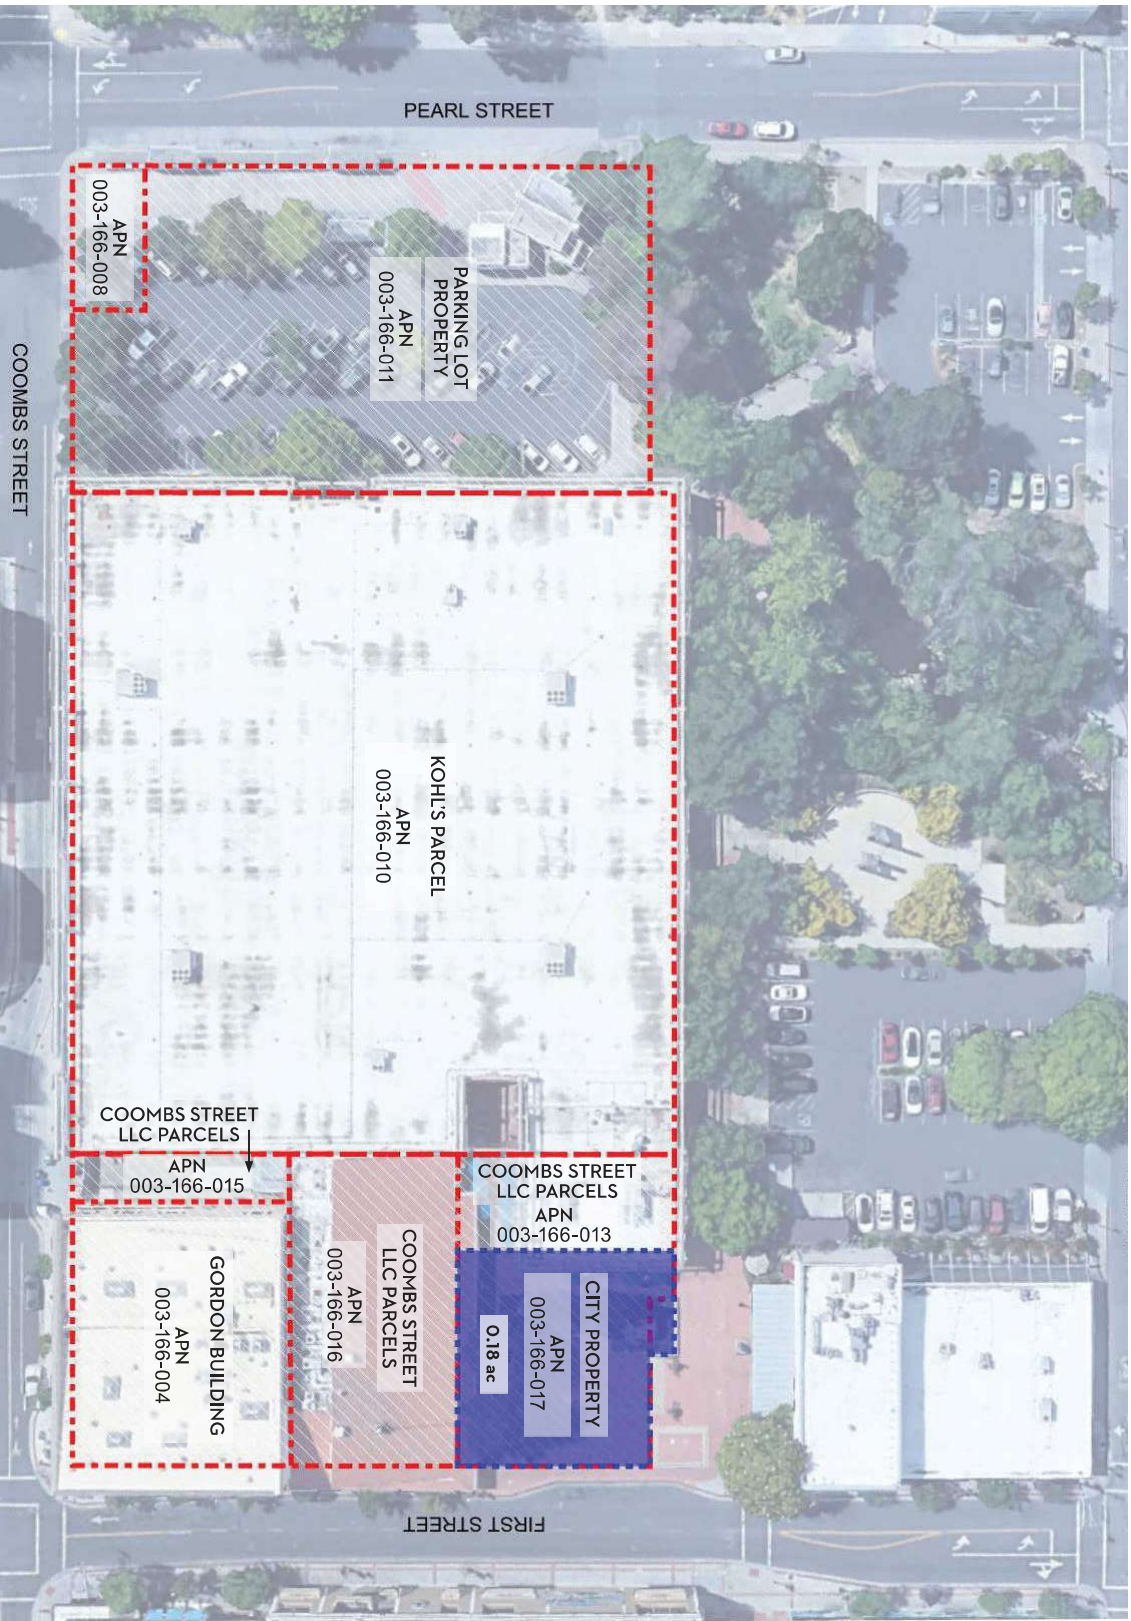 PEARL STREET
APN
003-166-008
PARKING LOT
PROPERTY
APN
003-166-011
COOMBS STREET
KOHL'S PARCEL
APN
003-166-010
COOMBS STREET
LLC PARCELS
APN
003-166-015
COOMBS STREET
LLC PARCELS
APN
003-166-013
GORDON BUILDING
APN
003-166-004
COOMBS STREET
LLC PARCELS
APN
003-166-016
CITY PROPERTY
APN
003-166-017
0.18 ac
FIRST STREET